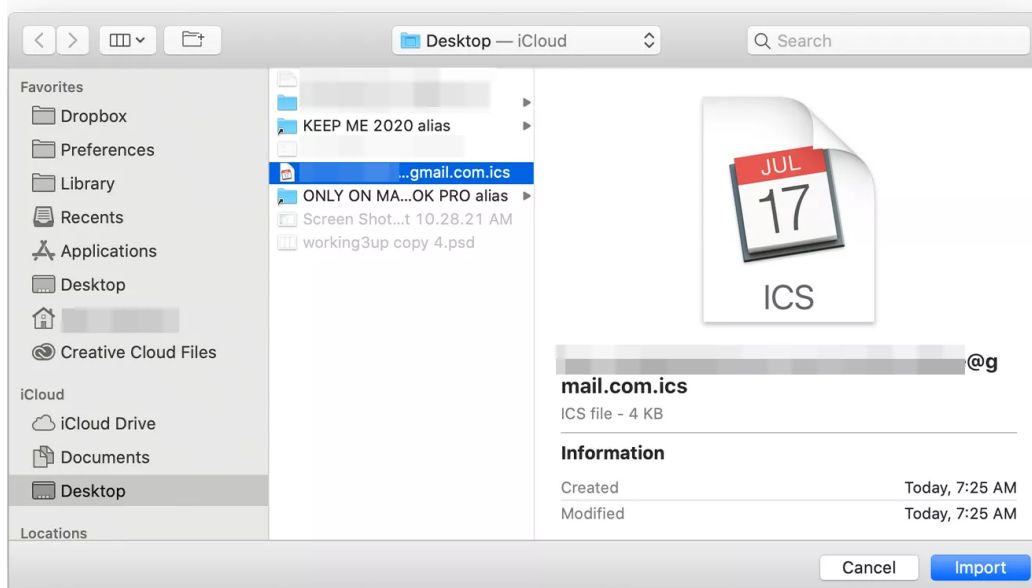 Desktop — iCloud
Search
Favorites
Dropbox
Preferences
Library
Recents
Applications
Desktop
Creative Cloud Files
iCloud
iCloud Drive
Documents
Desktop
Locations
KEEP ME 2020 alias
...gmail.com.ics
ONLY ON MA...OK PRO alias
Screen Shot...t 10.28.21 AM
working3up copy 4.psd
JUL
17
ICS
@g
mail.com.ics
ICS file - 4 KB
Information
Created Today, 7:25 AM
Modified Today, 7:25 AM
Cancel Import